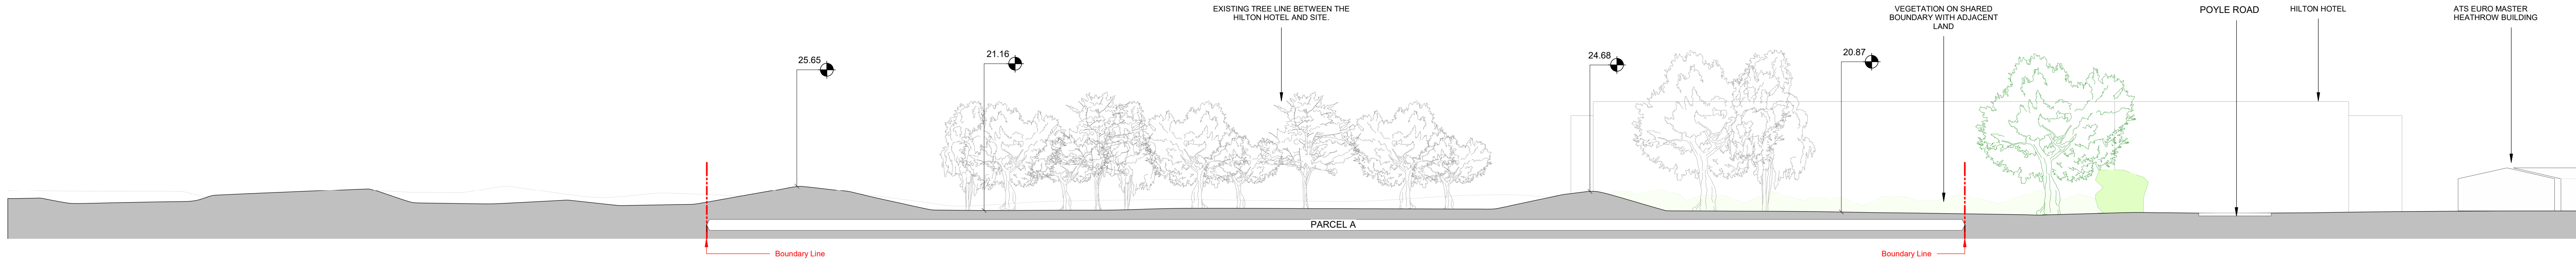 EXISTING TREE LINE BETWEEN THE
HILTON HOTEL AND SITE.
VEGETATION ON SHARED
BOUNDARY WITH ADJACENT
LAND
POYLE ROAD
HILTON HOTEL
ATS EURO MASTER
HEATHROW BUILDING
25.65
21.16
24.68
20.87
PARCEL A
Boundary Line
Boundary Line